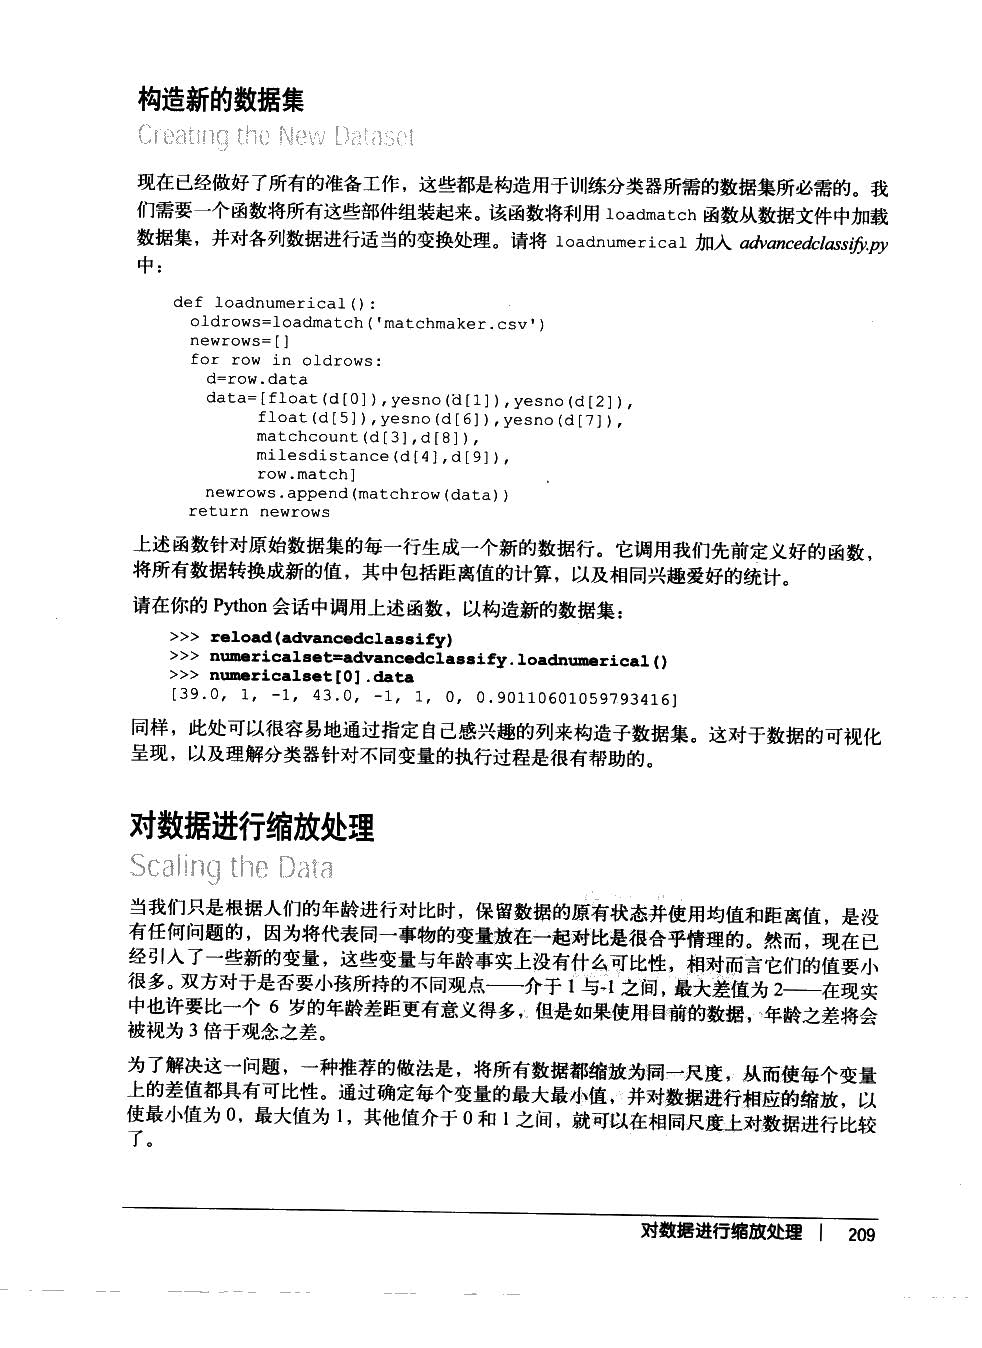 构造新的数据集
Creating the New Dataset
现在已经做好了所有的准备工作，这些都是构造用于训练分类器所需的数据集所必需的。我
们需要一个函数将所有这些部件组装起来。该函数将利用 loadmatch 函数从数据文件中加载
数据集，并对各列数据进行适当的变换处理。请将 loadnumerical 加入 advancedclassify.py
中：
def loadnumerical():
  oldrows=loadmatch('matchmaker.csv')
  newrows=[]
  for row in oldrows:
    d=row.data
    data=[float(d[0]),yesno(d[1]),yesno(d[2]),
          float(d[5]),yesno(d[6]),yesno(d[7]),
          matchcount(d[3],d[8]),
          milesdistance(d[4],d[9]),
          row.match]
    newrows.append(matchrow(data))
  return newrows
上述函数针对原始数据集的每一行生成一个新的数据行。它调用我们先前定义好的函数，
将所有数据转换成新的值，其中包括距离值的计算，以及相同兴趣爱好的统计。
请在你的 Python 会话中调用上述函数，以构造新的数据集：
>>> reload(advancedclassify)
>>> numericalset=advancedclassify.loadnumerical()
>>> numericalset[0].data
[39.0, 1, -1, 43.0, -1, 1, 0, 0.90110601059793416]
同样，此处可以很容易地通过指定自己感兴趣的列来构造子数据集。这对于数据的可视化
呈现，以及理解分类器针对不同变量的执行过程是很有帮助的。
对数据进行缩放处理
Scaling the Data
当我们只是根据人们的年龄进行对比时，保留数据的原有状态并使用均值和距离值，是没
有任何问题的，因为将代表同一事物的变量放在一起对比是很合乎情理的。然而，现在已
经引入了一些新的变量，这些变量与年龄事实上没有什么可比性，相对而言它们的值要小
很多。双方对于是否要小孩所持的不同观点——介于 1 与-1 之间，最大差值为 2——在现实
中也许要比一个 6 岁的年龄差距更有意义得多，但是如果使用目前的数据，年龄之差将会
被视为 3 倍于观念之差。
为了解决这一问题，一种推荐的做法是，将所有数据都缩放为同一尺度，从而使每个变量
上的差值都具有可比性。通过确定每个变量的最大最小值，并对数据进行相应的缩放，以
使最小值为 0，最大值为 1，其他值介于 0 和 1 之间，就可以在相同尺度上对数据进行比较
了。
对数据进行缩放处理 | 209